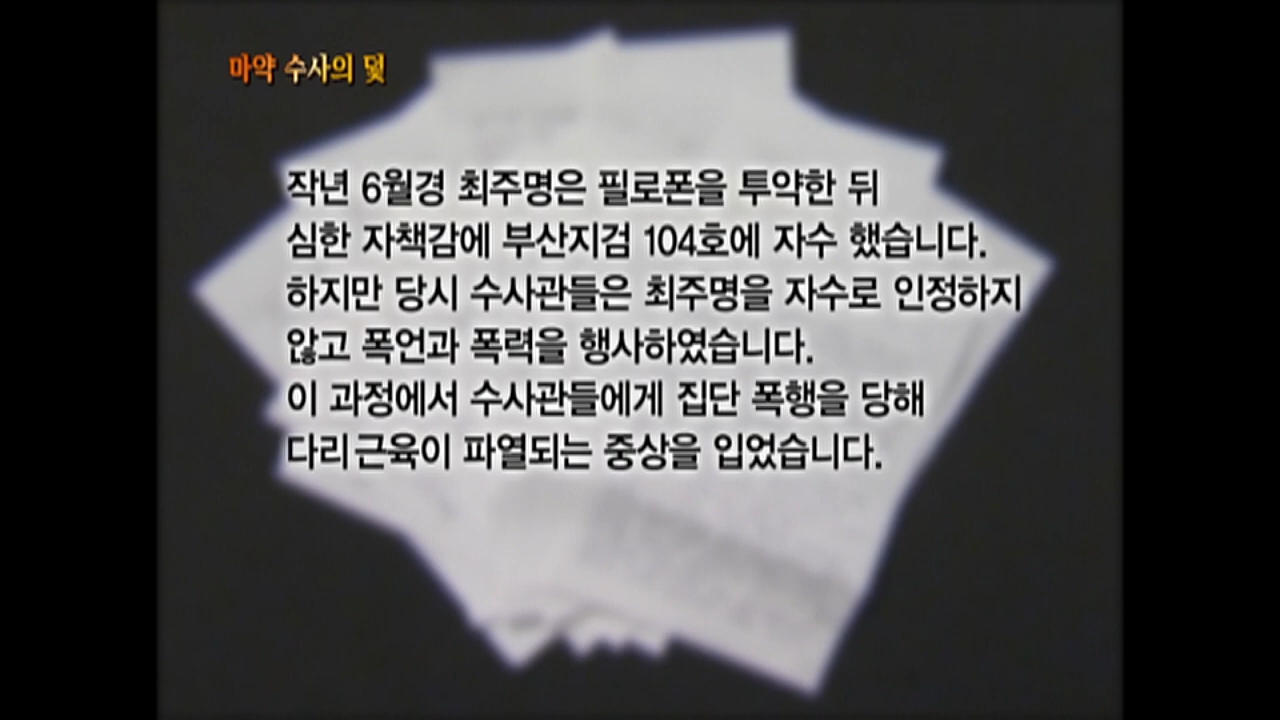 마약 수사의 덫
작년 6월경 최주명은 필로폰을 투약한 뒤
심한 자책감에 부산지검 104호에 자수 했습니다.
하지만 당시 수사관들은 최주명을 자수로 인정하지
않고 폭언과 폭력을 행사하였습니다.
이 과정에서 수사관들에게 집단 폭행을 당해
다리근육이 파열되는 중상을 입었습니다.